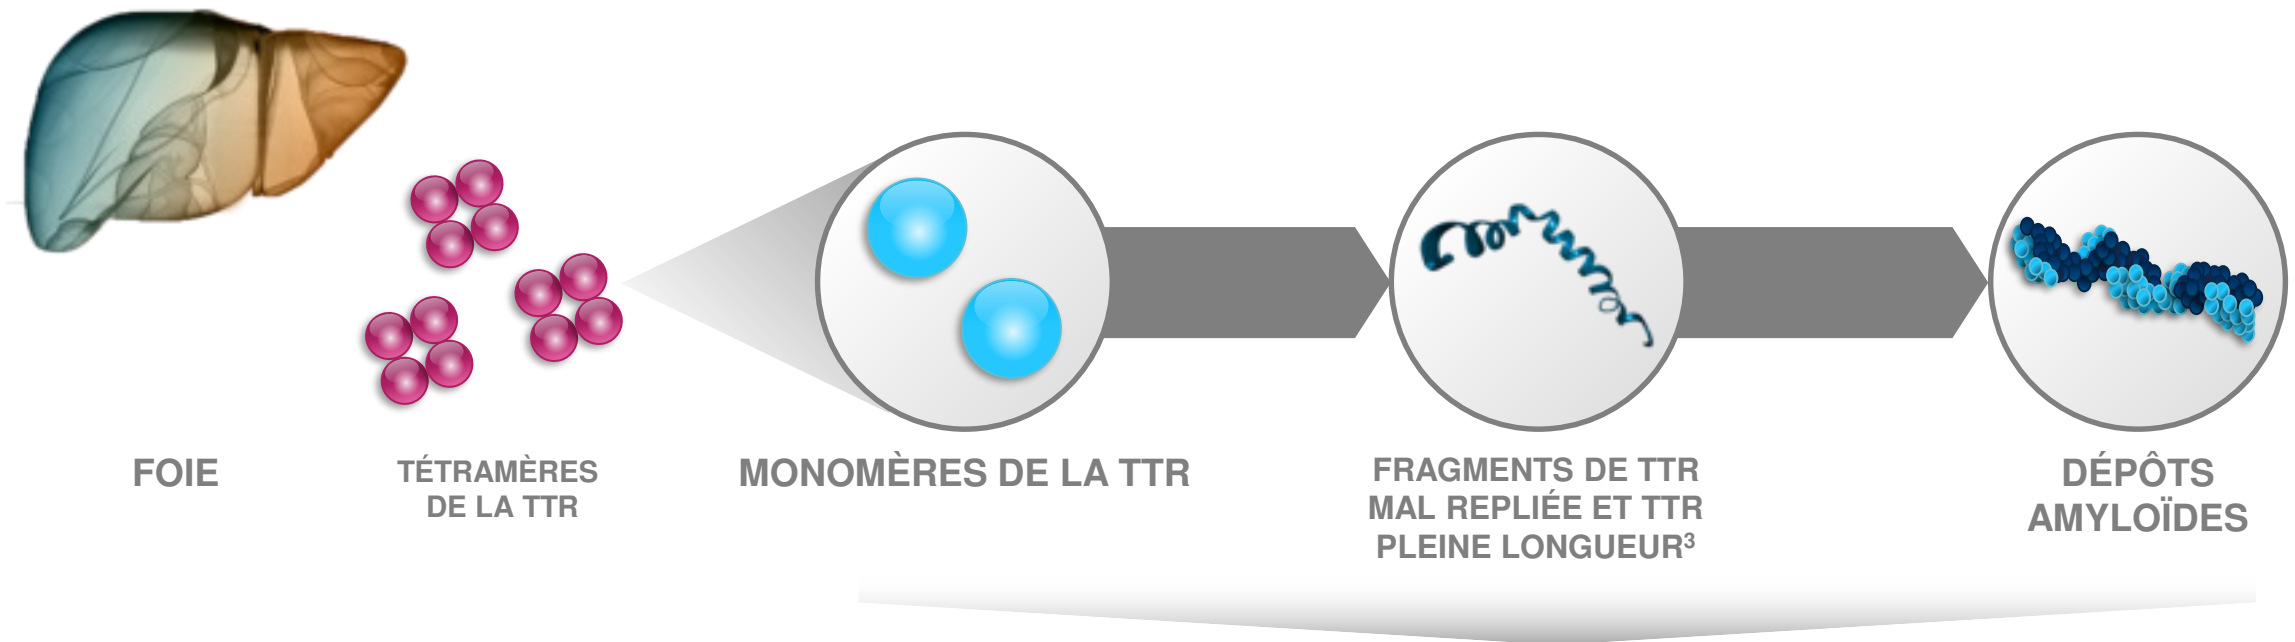 FOIE
TÉTRAMÈRES
DE LA TTR
MONOMÈRES DE LA TTR
FRAGMENTS DE TTR
MAL REPLIÉE ET TTR
PLEINE LONGUEUR³
DÉPÔTS
AMYLOÏDES